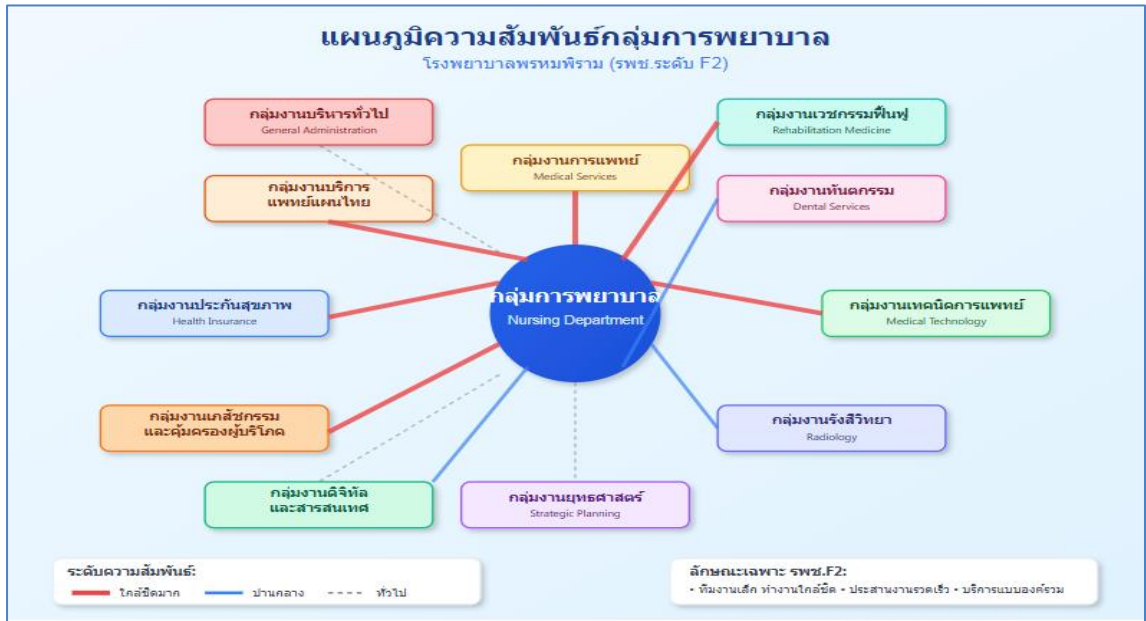 แผนภูมิความสัมพันธ์กลุ่มการพยาบาล
โรงพยาบาลพรหมพิราม (รพช.ระดับ F2)
กลุ่มงานบริหารทั่วไป
General Administration
กลุ่มงานเวชกรรมฟื้นฟู
Rehabilitation Medicine
กลุ่มงานการแพทย์
Medical Services
กลุ่มงานบริการ
แพทย์แผนไทย
กลุ่มงานทันตกรรม
Dental Services
กลุ่มการพยาบาล
Nursing Department
กลุ่มงานประกันสุขภาพ
Health Insurance
กลุ่มงานเทคนิคการแพทย์
Medical Technology
กลุ่มงานเภสัชกรรม
และคุ้มครองผู้บริโภค
กลุ่มงานรังสีวิทยา
Radiology
กลุ่มงานดิจิทัล
และสารสนเทศ
กลุ่มงานยุทธศาสตร์
Strategic Planning
ระดับความสัมพันธ์:
ใกล้ชิดมาก ปานกลาง ทั่วไป
ลักษณะเฉพาะ รพช.F2:
• ทีมงานเล็ก ทำงานใกล้ชิด • ประสานงานรวดเร็ว • บริการแบบองค์รวม